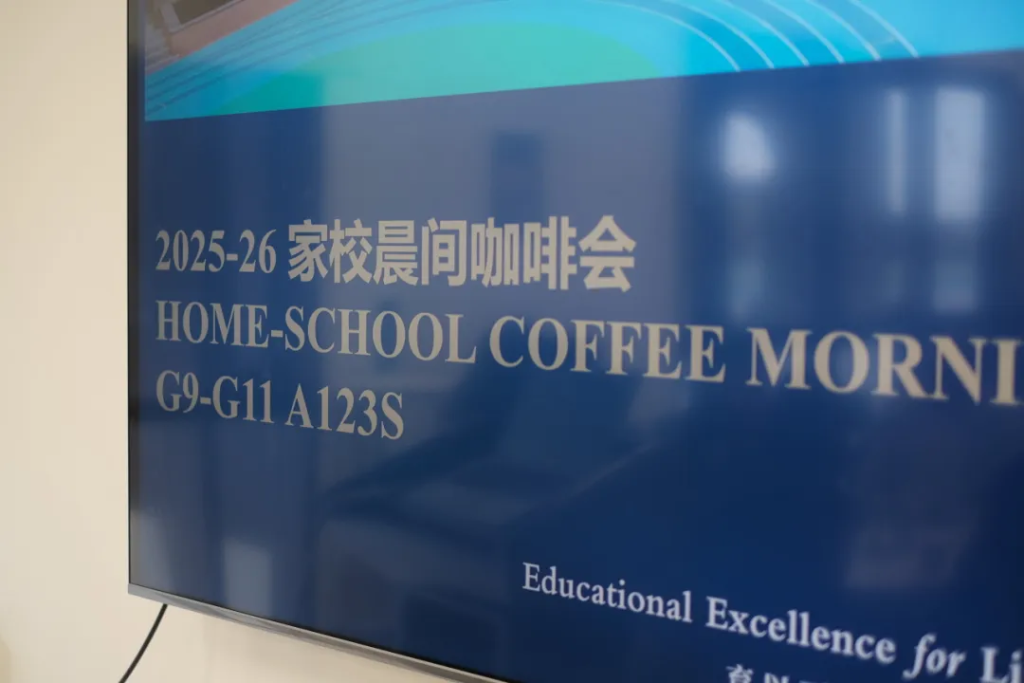 2025-26 家校晨间咖啡会
HOME-SCHOOL COFFEE MORNI
G9-G11 A123S
Educational Excellence for Li